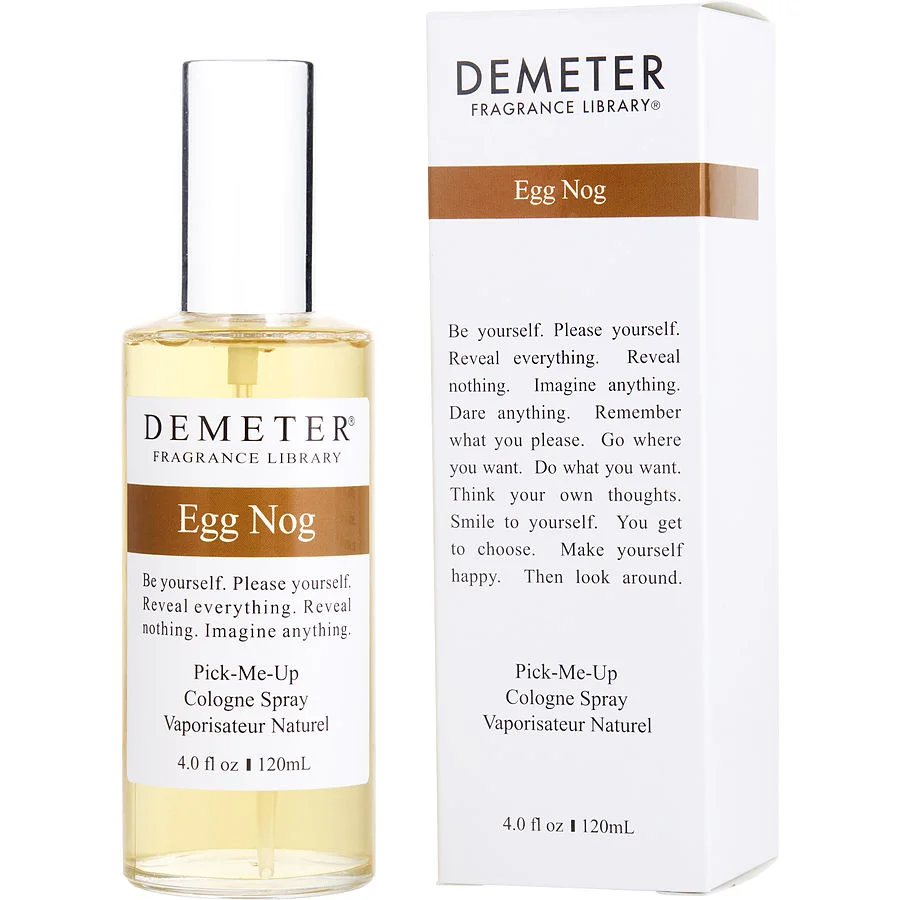 DEMETER®
FRAGRANCE LIBRARY
Egg Nog
Be yourself. Please yourself.
Reveal everything. Reveal
nothing. Imagine anything.
Pick-Me-Up
Cologne Spray
Vaporisateur Naturel
4.0 fl oz ❙ 120mL
DEMETER
FRAGRANCE LIBRARY®
Egg Nog
Be yourself. Please yourself.
Reveal everything. Reveal
nothing. Imagine anything.
Dare anything. Remember
what you please. Go where
you want. Do what you want.
Think your own thoughts.
Smile to yourself. You get
to choose. Make yourself
happy. Then look around.
Pick-Me-Up
Cologne Spray
Vaporisateur Naturel
4.0 fl oz ❙ 120mL